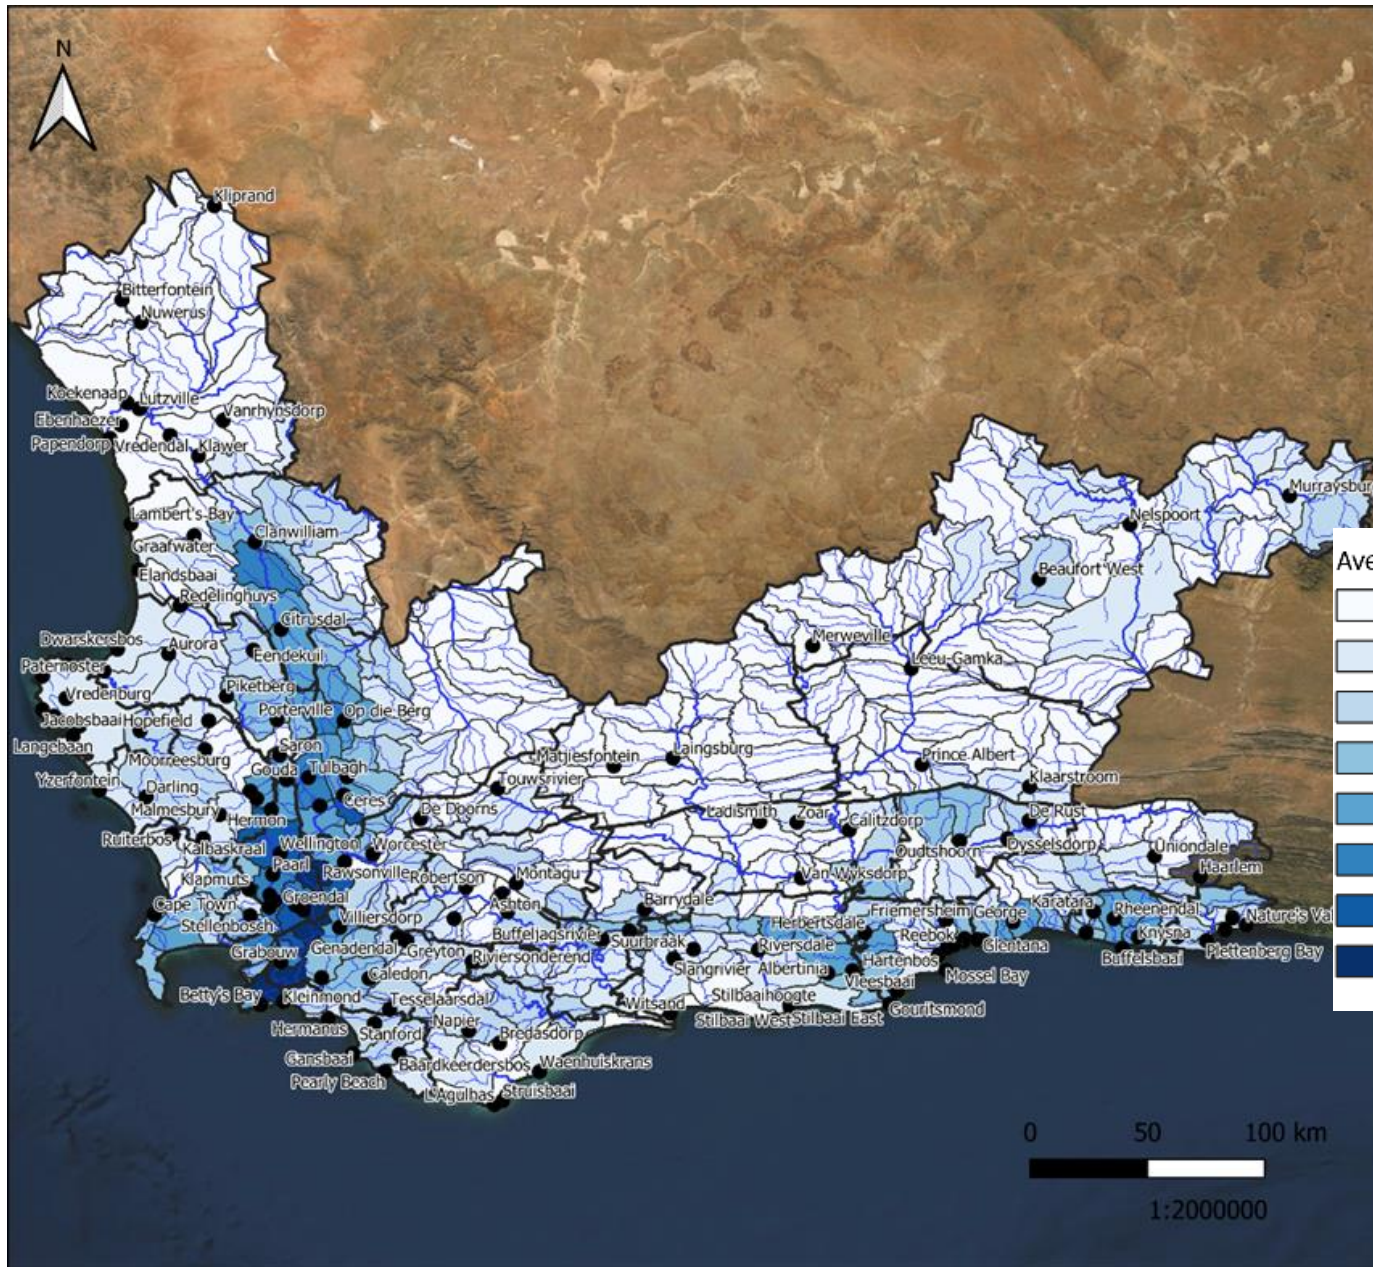 N
Kliprand
Bitterfontein
Nuwerus
Koekenaap
Lutzville
Ebenhaezer
Vanrhynsdorp
Papendorp
Vredendal
Klawer
Murraysbur
Lambert's Bay
Nelspoort
Clanwilliam
Graafwater
Ave
Elandsbaai
Beaufort West
Redelinghuys
Citrusdal
Dwarskersbos
Aurora
Eendekuil
Merweville
Paternoster
Leeu-Gamka
Vredenburg
Piketberg
Jacobsbaai
Hopefield
Porterville
Op die Berg
Langebaan
Saron
Matjiesfontein
Laingsburg
Moorreesburg
Prince Albert
Yzerfontein
Gouda
Tulbagh
Touwsrivier
Klaarstroom
Darling
Ceres
Malmesbury
Hermon
De Doorns
Ladismith
Zoar
Calitzdorp
De Rust
Ruiterbos
Kalbaskraal
Wellington
Worcester
Oudtshoorn
Dysselsdorp
Uniondale
Paarl
Rawsonville
Robertson
Montagu
Van Wyksdorp
Haarlem
Klapmuts
Groendal
Ashton
Barrydale
Cape Town
Villiersdorp
Herbertsdale
Friemersheim
George
Karatara
Rheenendal
Nature's Val
Stellenbosch
Genadendal
Greyton
Buffeljagsrivier
Suurbraak
Riversdale
Reebok
Glentana
Knysna
Plettenberg Bay
Grabouw
Riviersonderend
Slangrivier
Albertinia
Hartenbos
Mossel Bay
Buffelsbaai
Caledon
Vleesbaai
Betty's Bay
Kleinmond
Tesselaarsdal
Witsand
Stilbaaihoogte
Gouritsmond
Hermanus
Stanford
Napier
Stilbaai West
Stilbaai East
Bredasdorp
Gansbaai
Baardkeerdersbos
Waenhuiskrans
Pearly Beach
L'Agulhas
Struisbaai
0 50 100 km
1:2000000